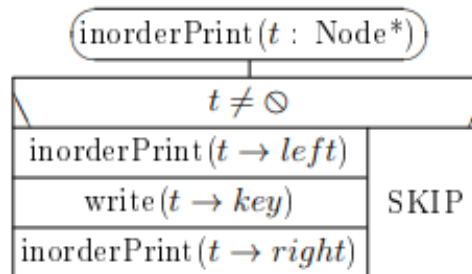 inorderPrint(t : Node*)
t ≠ ⦸
inorderPrint(t → left)
write(t → key)
SKIP
inorderPrint(t → right)